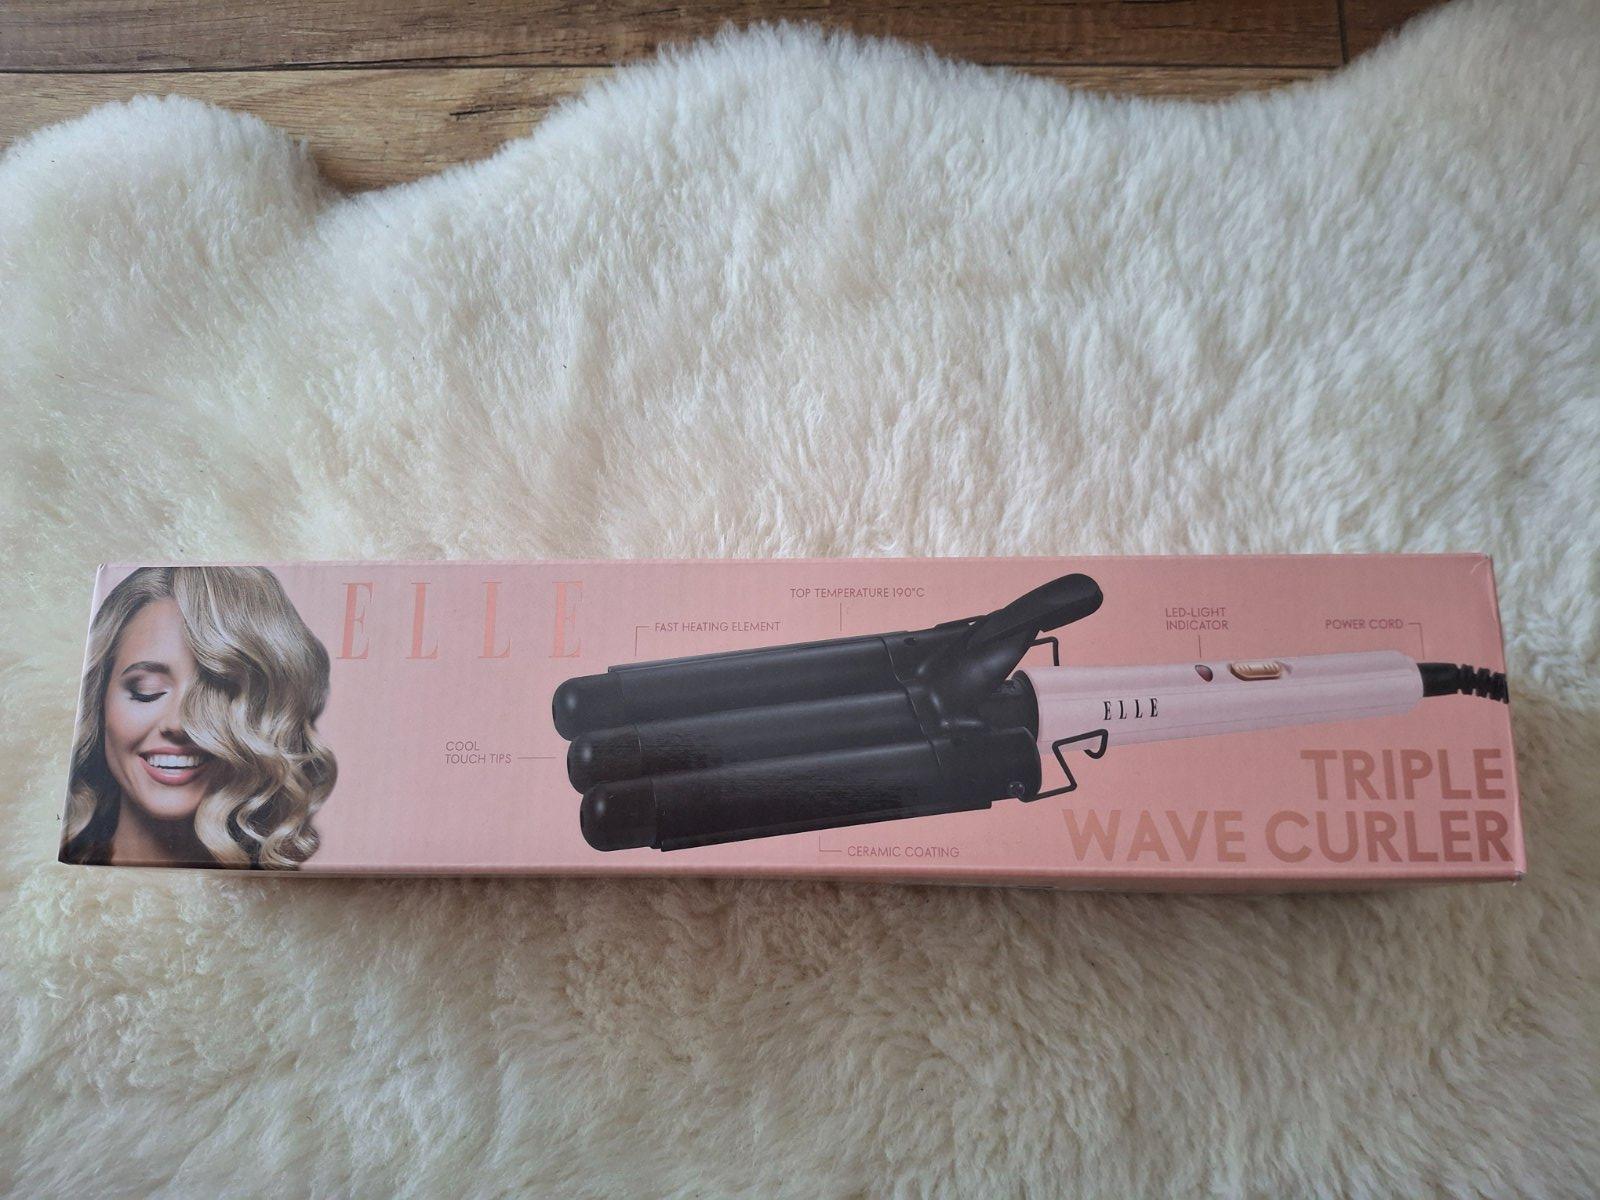 ELLE
TOP TEMPERATURE 190°C
FAST HEATING ELEMENT
LED-LIGHT
INDICATOR
POWER CORD
ELLE
COOL
TOUCH TIPS
TRIPLE
WAVE CURLER
CERAMIC COATING